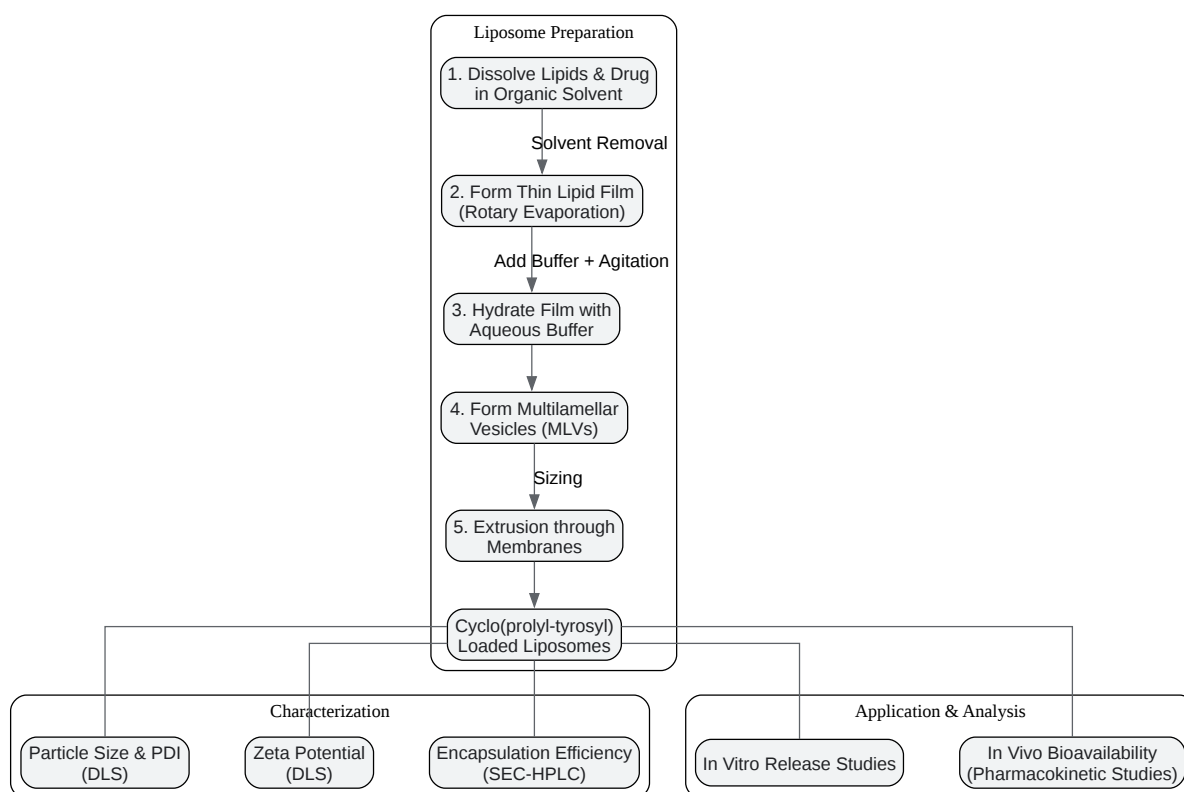 Liposome Preparation
1. Dissolve Lipids & Drug
in Organic Solvent
Solvent Removal
2. Form Thin Lipid Film
(Rotary Evaporation)
Add Buffer + Agitation
3. Hydrate Film with
Aqueous Buffer
4. Form Multilamellar
Vesicles (MLVs)
Sizing
5. Extrusion through
Membranes
Cyclo(prolyl-tyrosyl)
Loaded Liposomes
Characterization
Particle Size & PDI
(DLS)
Zeta Potential
(DLS)
Encapsulation Efficiency
(SEC-HPLC)
Application & Analysis
In Vitro Release Studies
In Vivo Bioavailability
(Pharmacokinetic Studies)